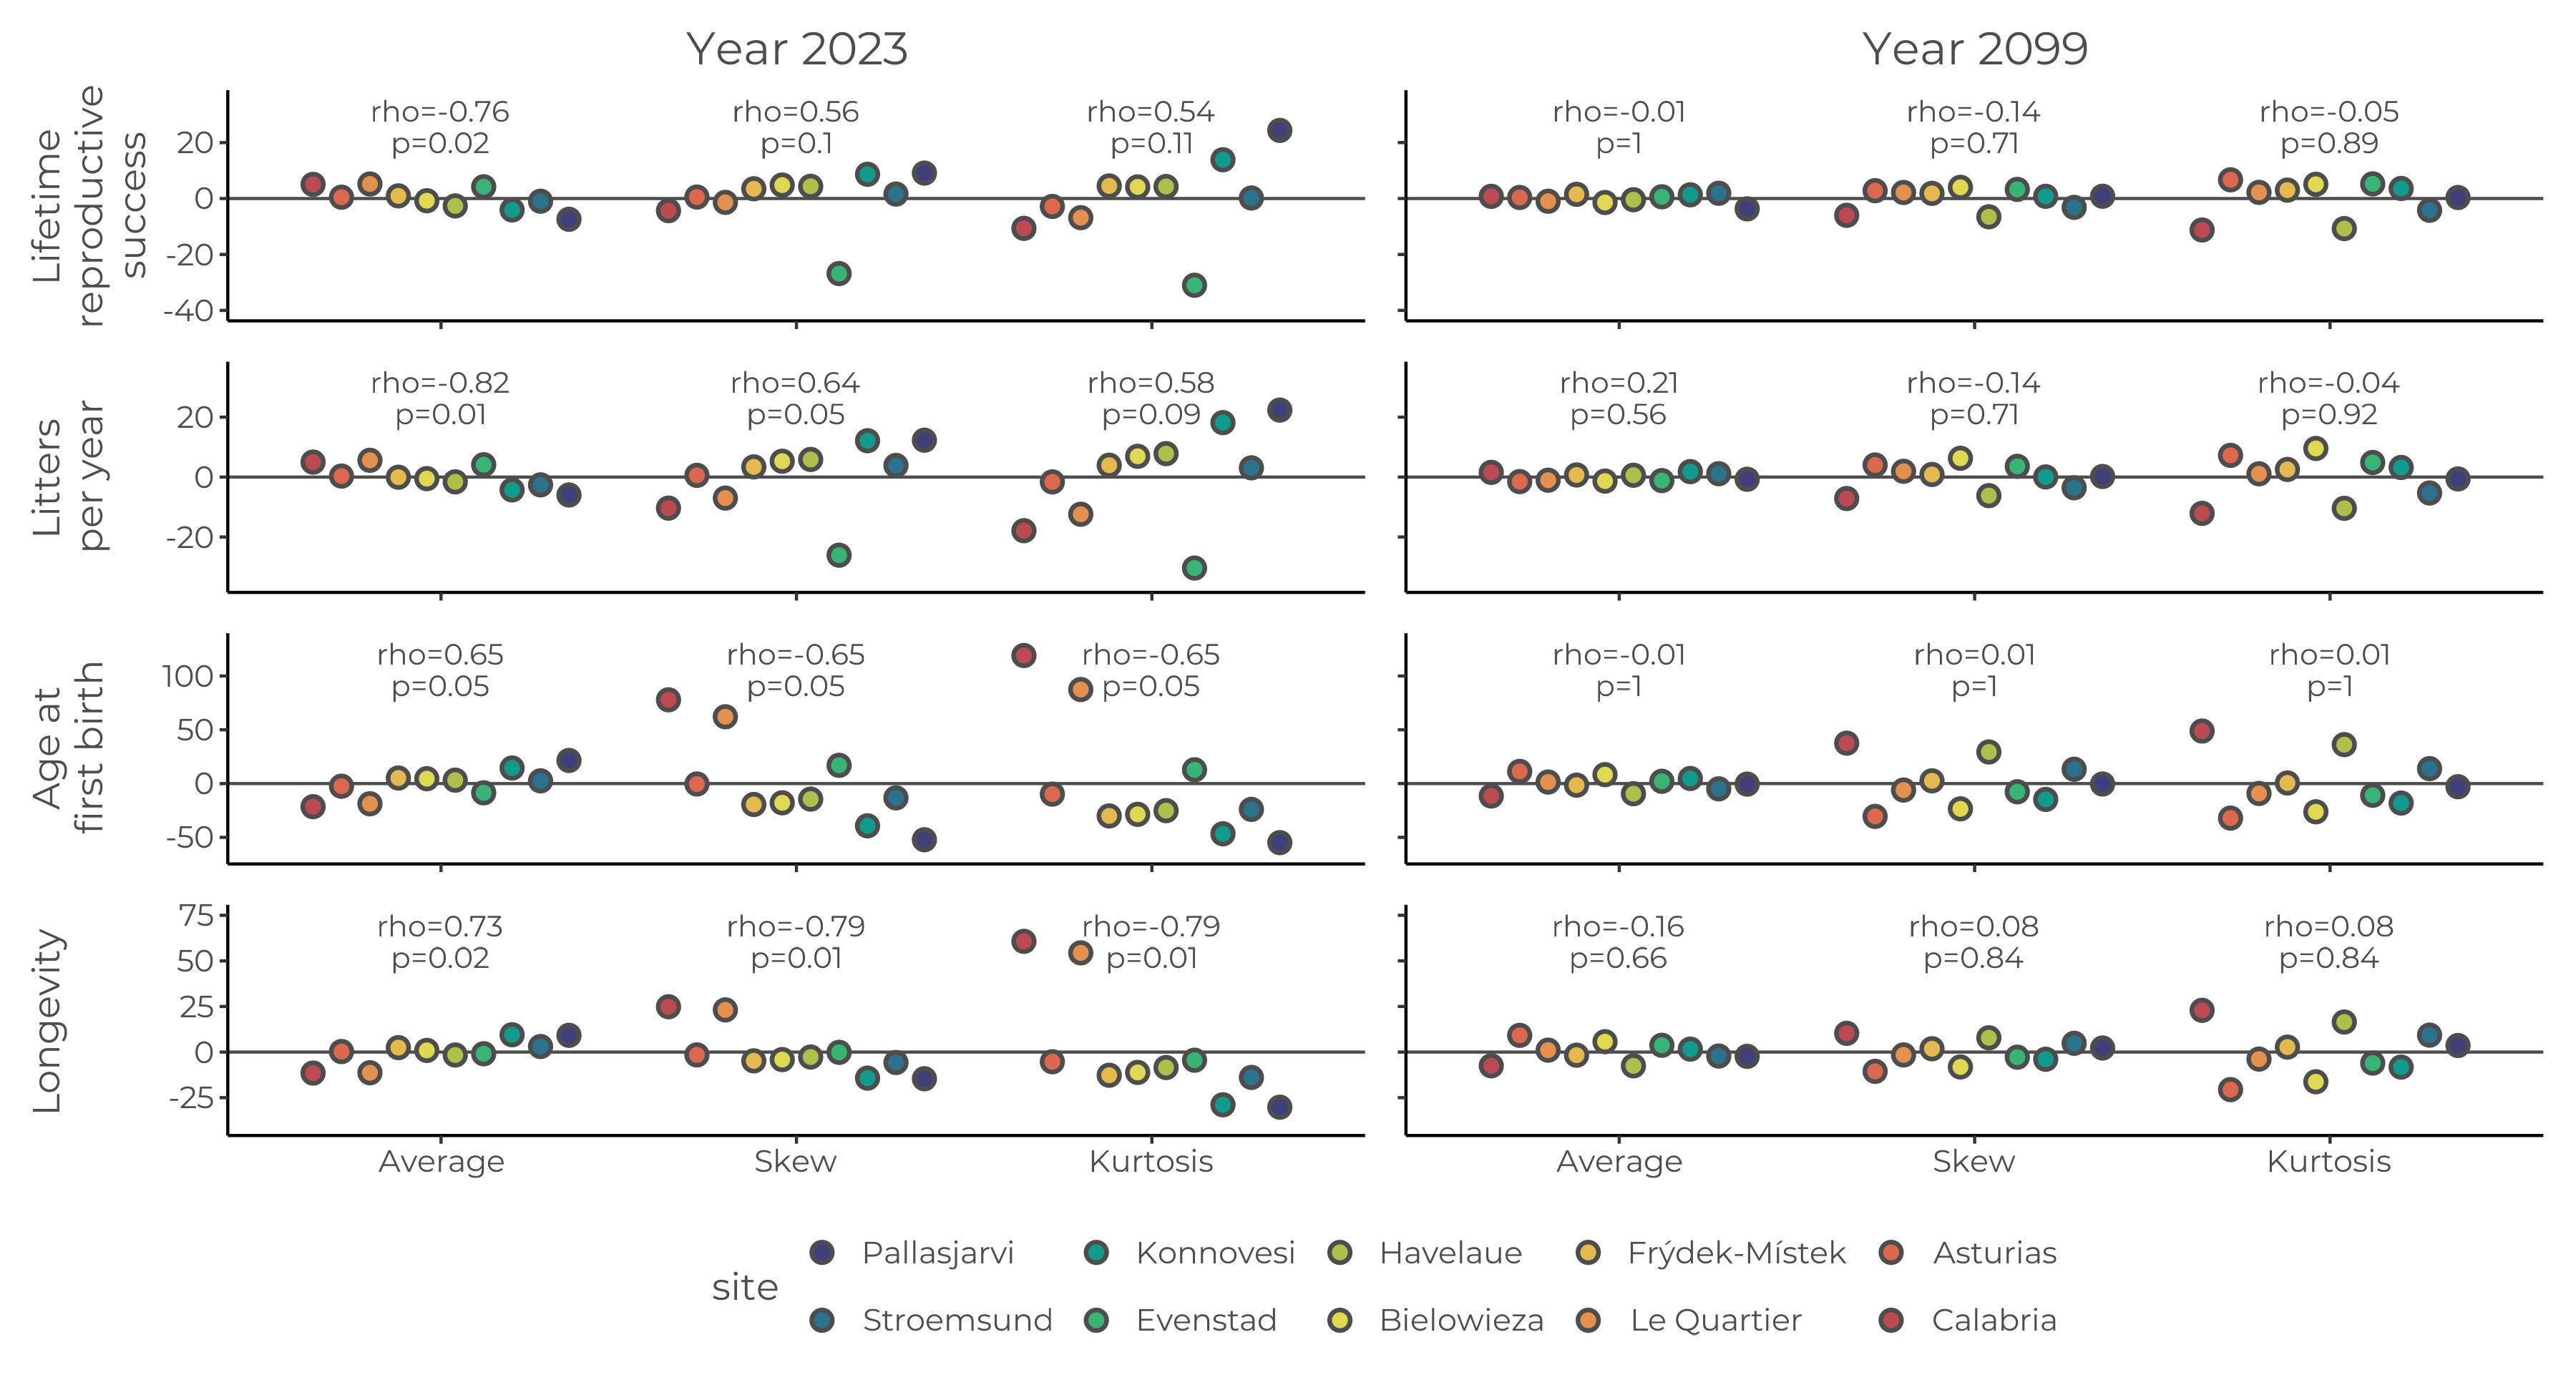 Year 2023
Year 2099
Lifetime
reproductive
success
20
0
-20
-40
rho=-0.76
p=0.02
rho=0.56
p=0.1
rho=0.54
p=0.11
rho=-0.01
p=1
rho=-0.14
p=0.71
rho=-0.05
p=0.89
Litters
per year
20
0
-20
rho=-0.82
p=0.01
rho=0.64
p=0.05
rho=0.58
p=0.09
rho=0.21
p=0.56
rho=-0.14
p=0.71
rho=-0.04
p=0.92
Age at
first birth
100
50
0
-50
rho=0.65
p=0.05
rho=-0.65
p=0.05
rho=-0.65
p=0.05
rho=-0.01
p=1
rho=0.01
p=1
rho=0.01
p=1
Longevity
75
50
25
0
-25
rho=0.73
p=0.02
rho=-0.79
p=0.01
rho=-0.79
p=0.01
rho=-0.16
p=0.66
rho=0.08
p=0.84
rho=0.08
p=0.84
Average
Skew
Kurtosis
Average
Skew
Kurtosis
site
Pallasjarvi
Konnovesi
Havelaue
Frýdek-Místek
Asturias
Stroemsund
Evenstad
Bielowieza
Le Quartier
Calabria